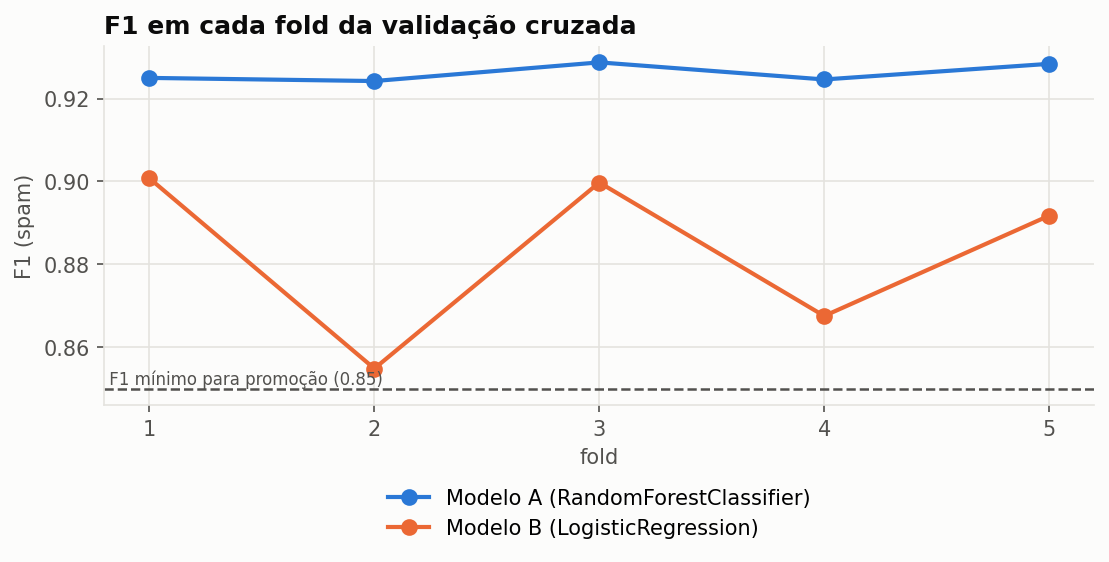 F1 em cada fold da validação cruzada
F1 (spam)
0.92
0.90
0.88
0.86
F1 mínimo para promoção (0.85)
1 2 3 4 5
fold
Modelo A (RandomForestClassifier)
Modelo B (LogisticRegression)